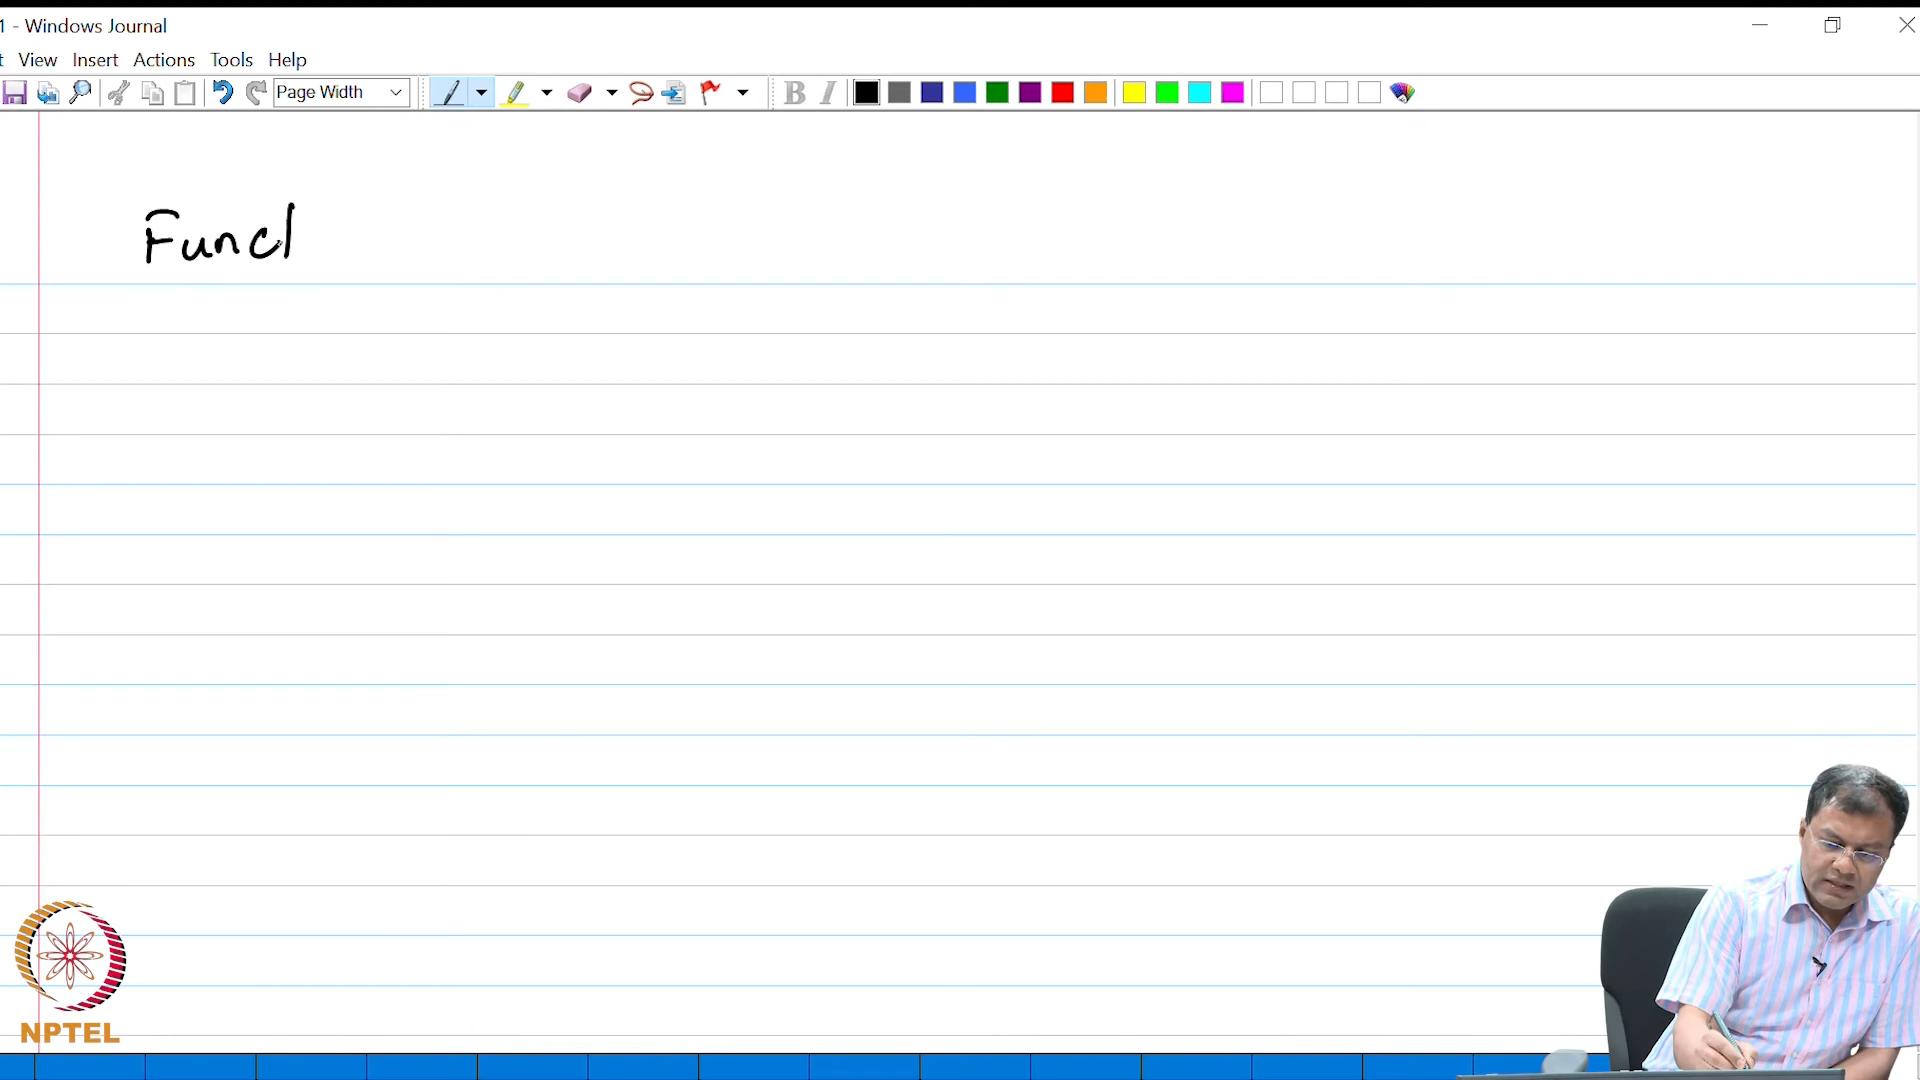 1 - Windows Journal
t View Insert Actions Tools Help
Page Width B I
Funcl
NPTEL